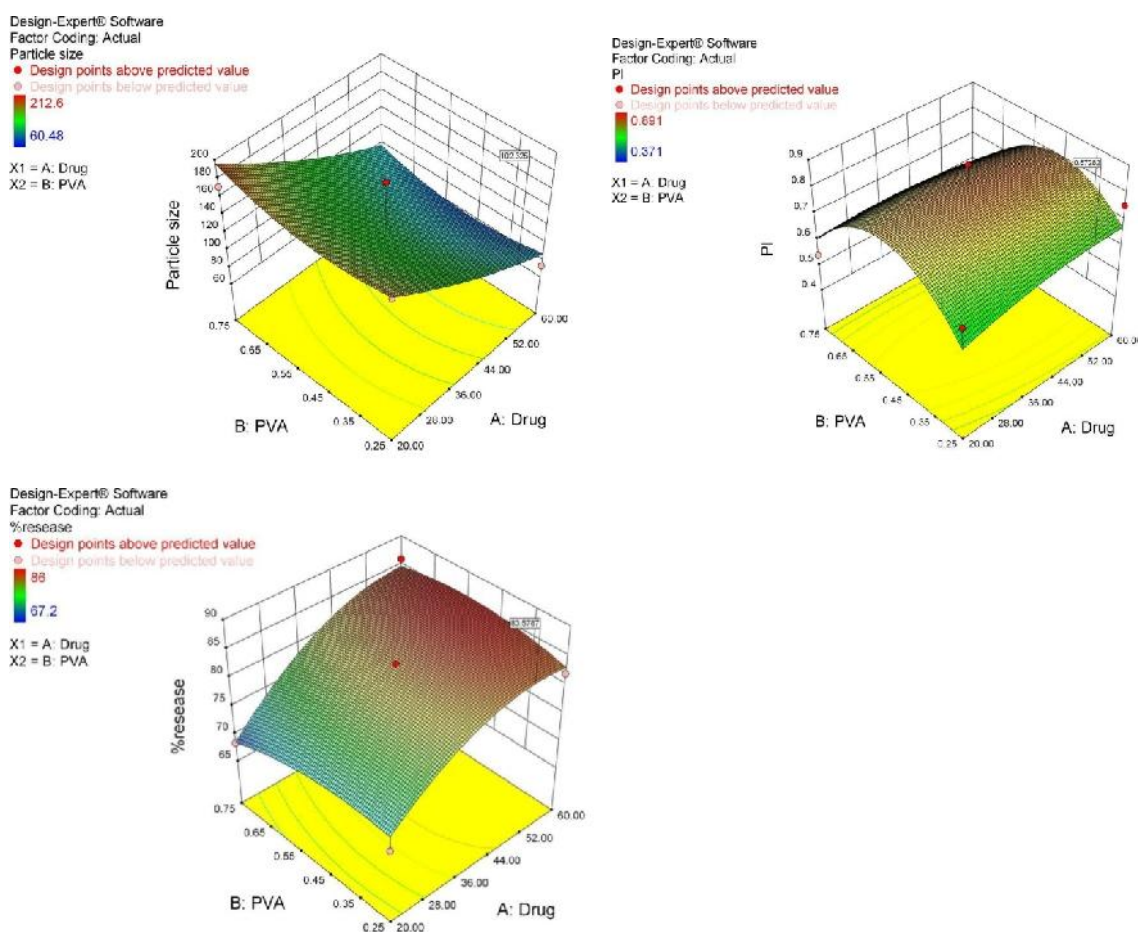 Design-Expert® Software
Factor Coding: Actual
Particle size
Design points above predicted value
Design points below predicted value
212.6
60.48
X1 = A: Drug
X2 = B: PVA
200
180
160
140
120
100
80
60
Particle size
102.325
0.75
0.65
0.55
0.45
0.35
0.25
B: PVA
20.00
28.00
36.00
44.00
52.00
60.00
A: Drug
Design-Expert® Software
Factor Coding: Actual
PI
Design points above predicted value
Design points below predicted value
0.891
0.371
X1 = A: Drug
X2 = B: PVA
0.9
0.8
0.7
0.6
0.5
0.4
PI
0.75
0.65
0.55
0.45
0.35
0.25
B: PVA
20.00
28.00
36.00
44.00
52.00
60.00
A: Drug
Design-Expert® Software
Factor Coding: Actual
%resease
Design points above predicted value
Design points below predicted value
86
67.2
X1 = A: Drug
X2 = B: PVA
90
85
80
75
70
65
%resease
0.75
0.65
0.55
0.45
0.35
0.25
B: PVA
20.00
28.00
36.00
44.00
52.00
60.00
A: Drug